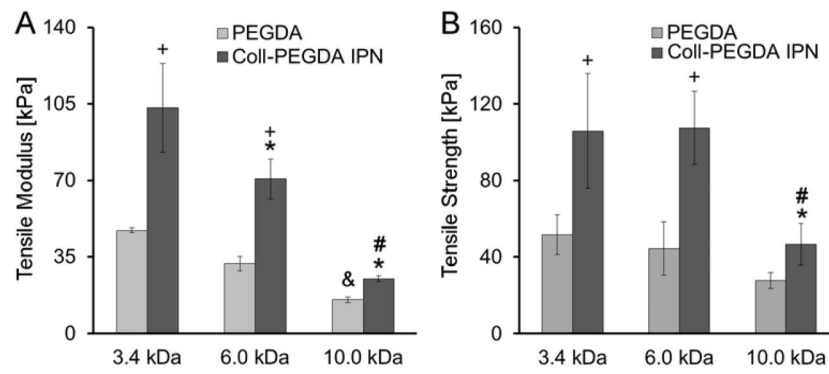 A
Tensile Modulus [kPa]
140
105
70
35
0
PEGDA
Coll-PEGDA IPN
+
+
*
&
#
*
3.4 kDa 6.0 kDa 10.0 kDa
B
Tensile Strength [kPa]
160
120
80
40
0
PEGDA
Coll-PEGDA IPN
+
+
#
*
3.4 kDa 6.0 kDa 10.0 kDa